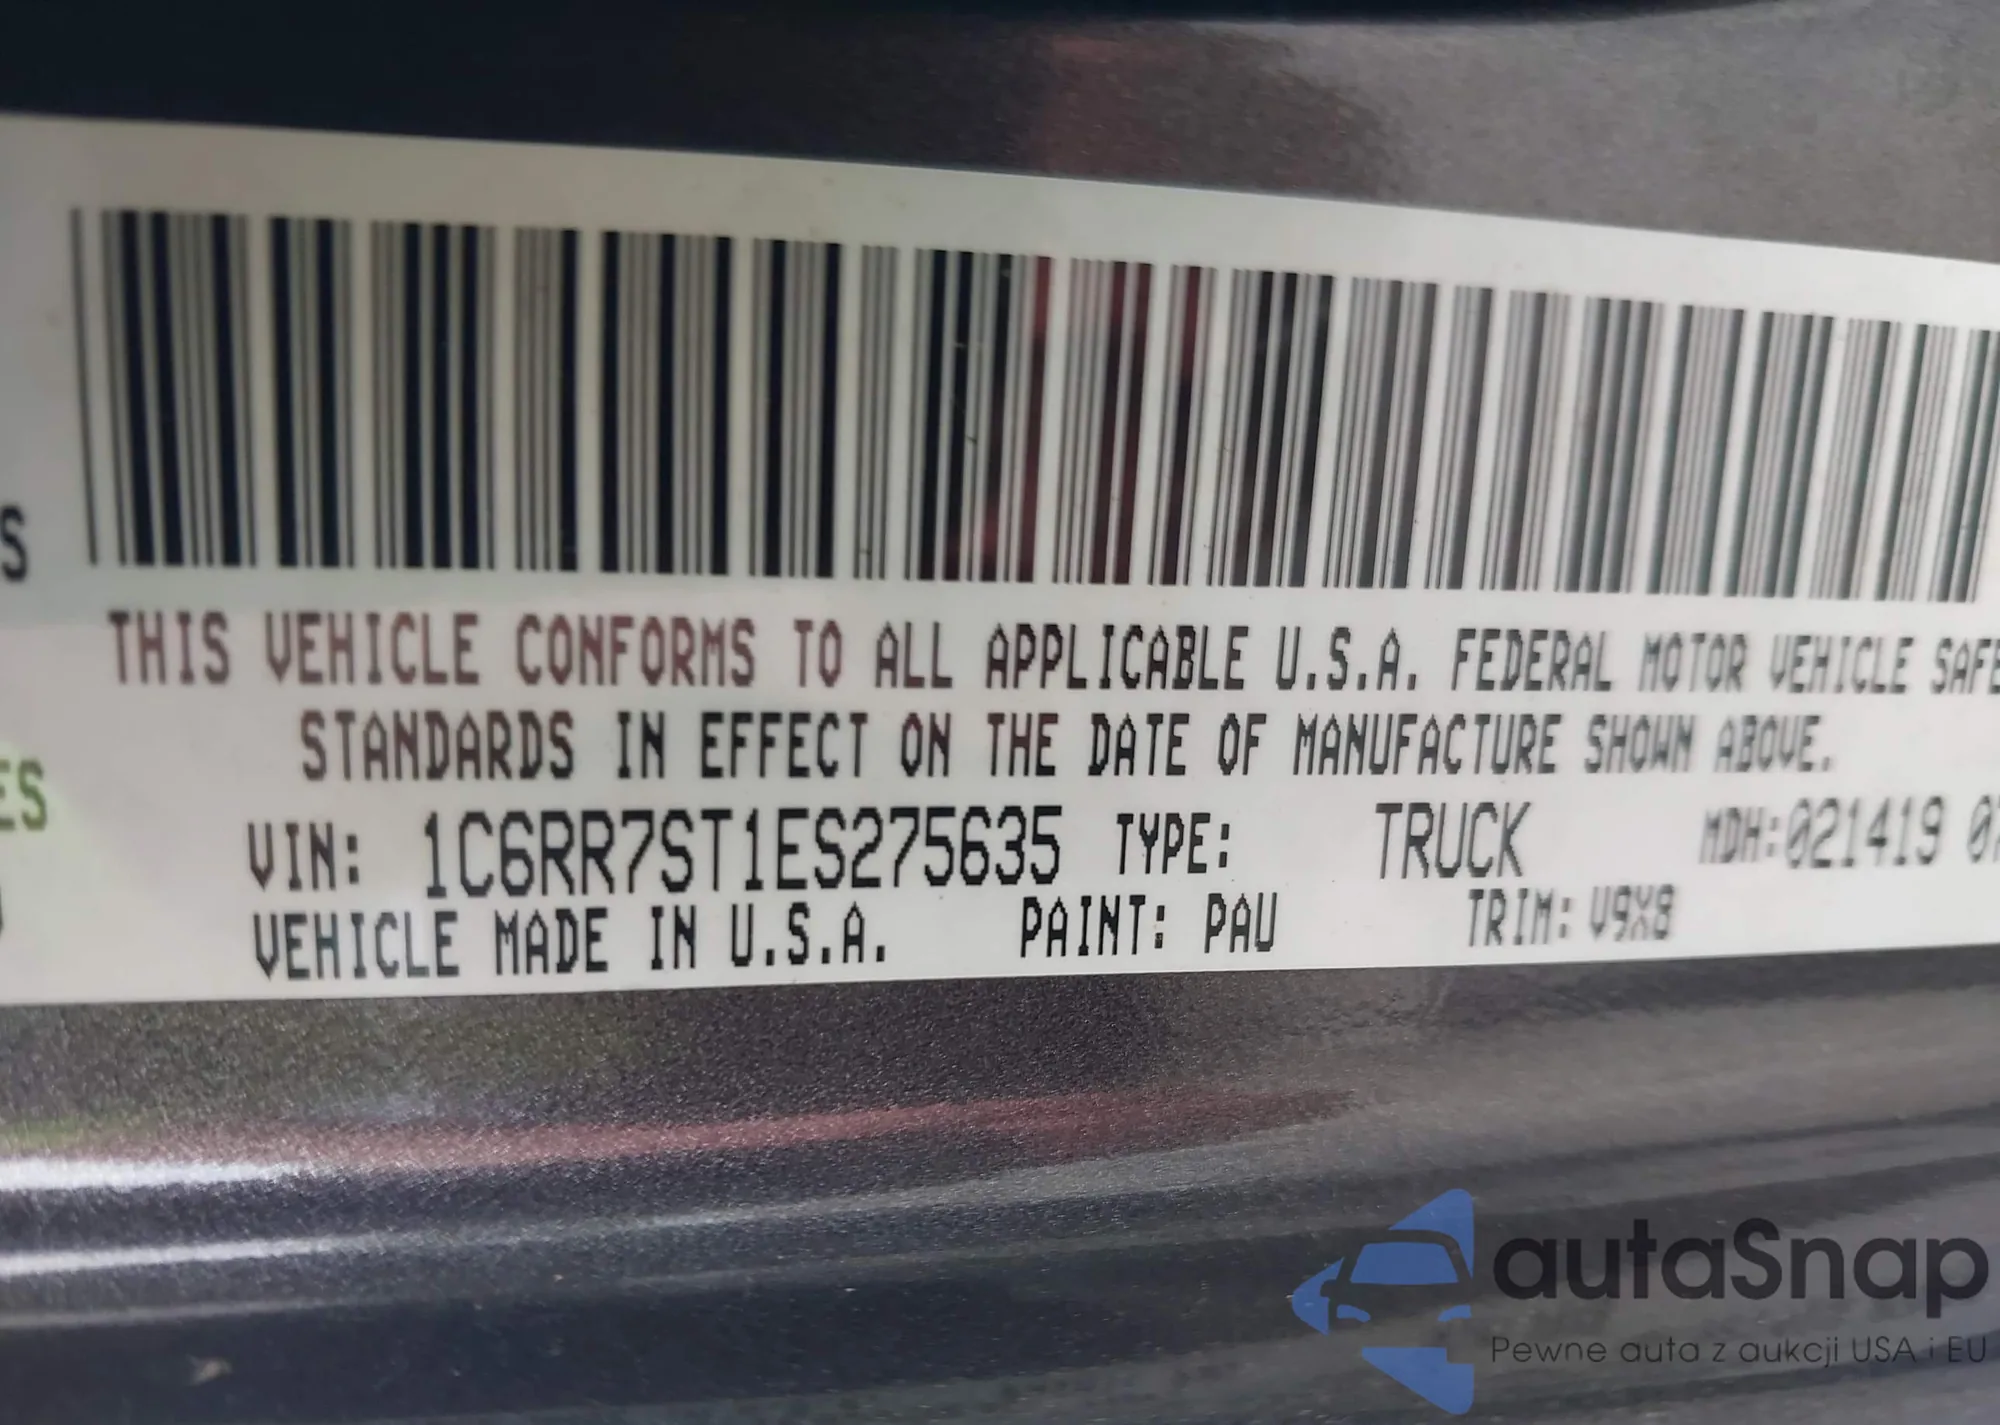 S
THIS VEHICLE CONFORMS TO ALL APPLICABLE U.S.A. FEDERAL MOTOR VEHICLE SAFE
STANDARDS IN EFFECT ON THE DATE OF MANUFACTURE SHOWN ABOVE.
ES
VIN: 1C6RR7ST1ES275635 TYPE: TRUCK MDH:021419 07
VEHICLE MADE IN U.S.A. PAINT: PAU TRIM: V9X8
autaSnap
Pewne auta z aukcji USA i EU